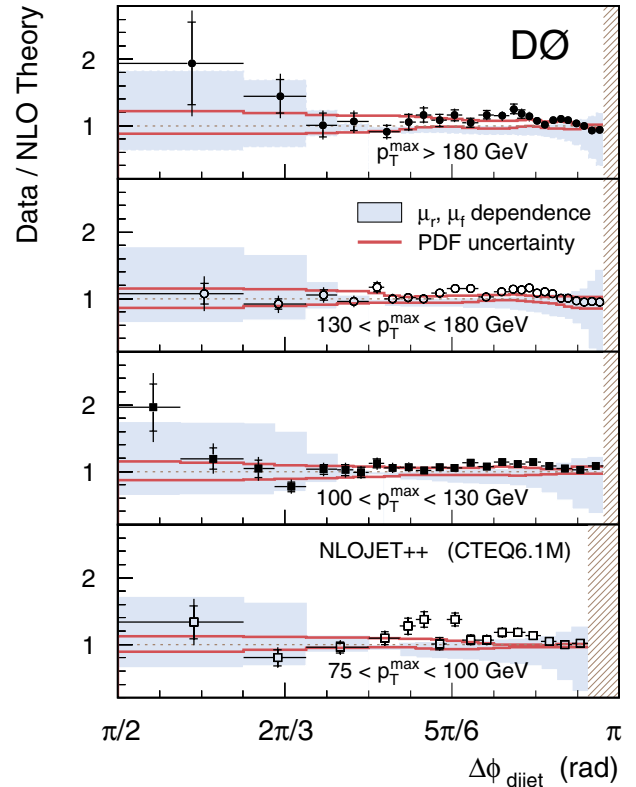 Data / NLO Theory
DØ
2
1
p_T^max > 180 GeV
2
μ_r, μ_f dependence
PDF uncertainty
1
130 < p_T^max < 180 GeV
2
1
100 < p_T^max < 130 GeV
NLOJET++ (CTEQ6.1M)
2
1
75 < p_T^max < 100 GeV
π/2 2π/3 5π/6 π
Δϕ_dijet (rad)